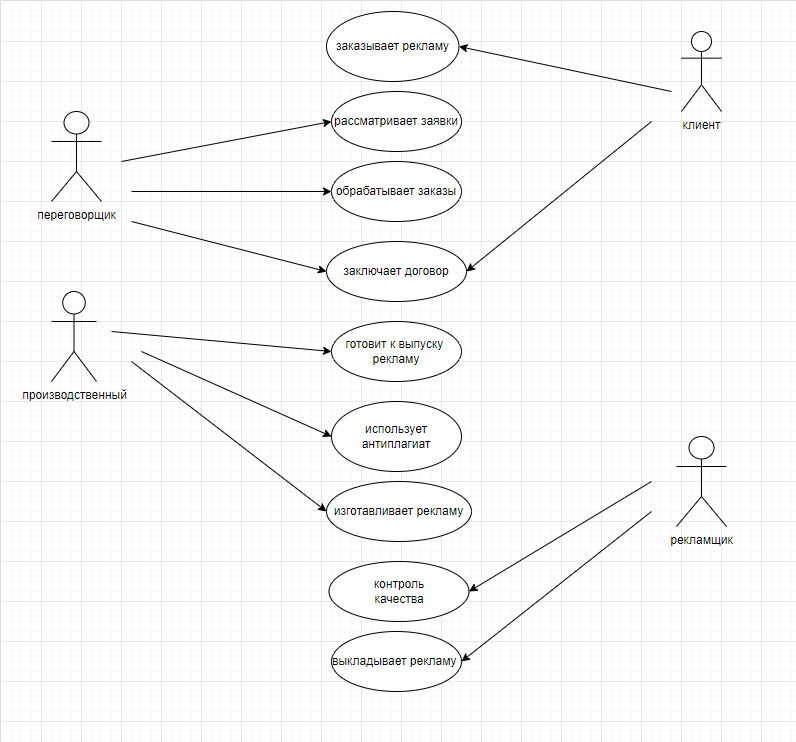 заказывает рекламу
клиент
рассматривает заявки
обрабатывает заказы
переговорщик
заключает договор
готовит к выпуску
рекламу
производственный
использует
антиплагиат
изготавливает рекламу
рекламщик
контроль
качества
выкладывает рекламу